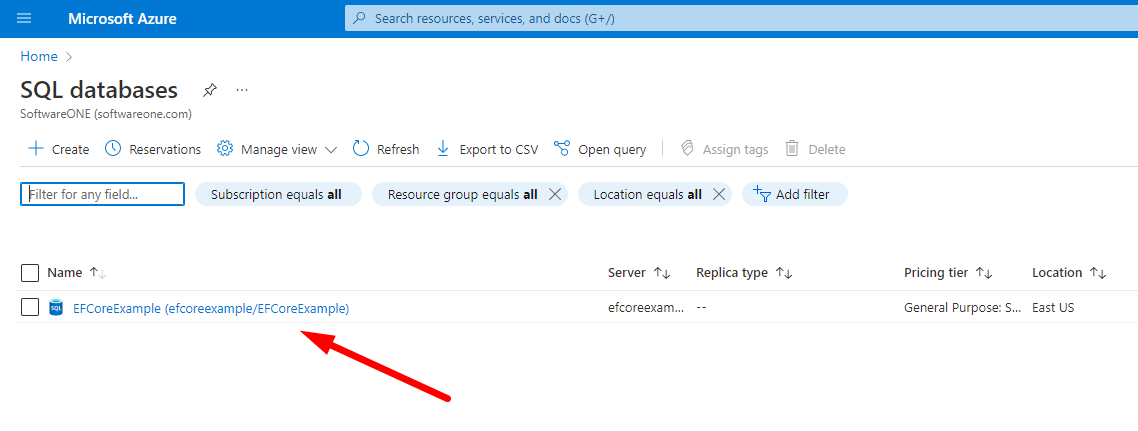 Microsoft Azure Search resources, services, and docs (G+/)
Home >
SQL databases ...
SoftwareONE (softwareone.com)
Create Reservations Manage view Refresh Export to CSV Open query Assign tags Delete
Filter for any field... Subscription equals all Resource group equals all Location equals all Add filter
Name ↑↓ Server ↑↓ Replica type ↑↓ Pricing tier ↑↓ Location ↑↓
SQL EFCoreExample (efcoreexample/EFCoreExample) efcoreexam... -- General Purpose: S... East US